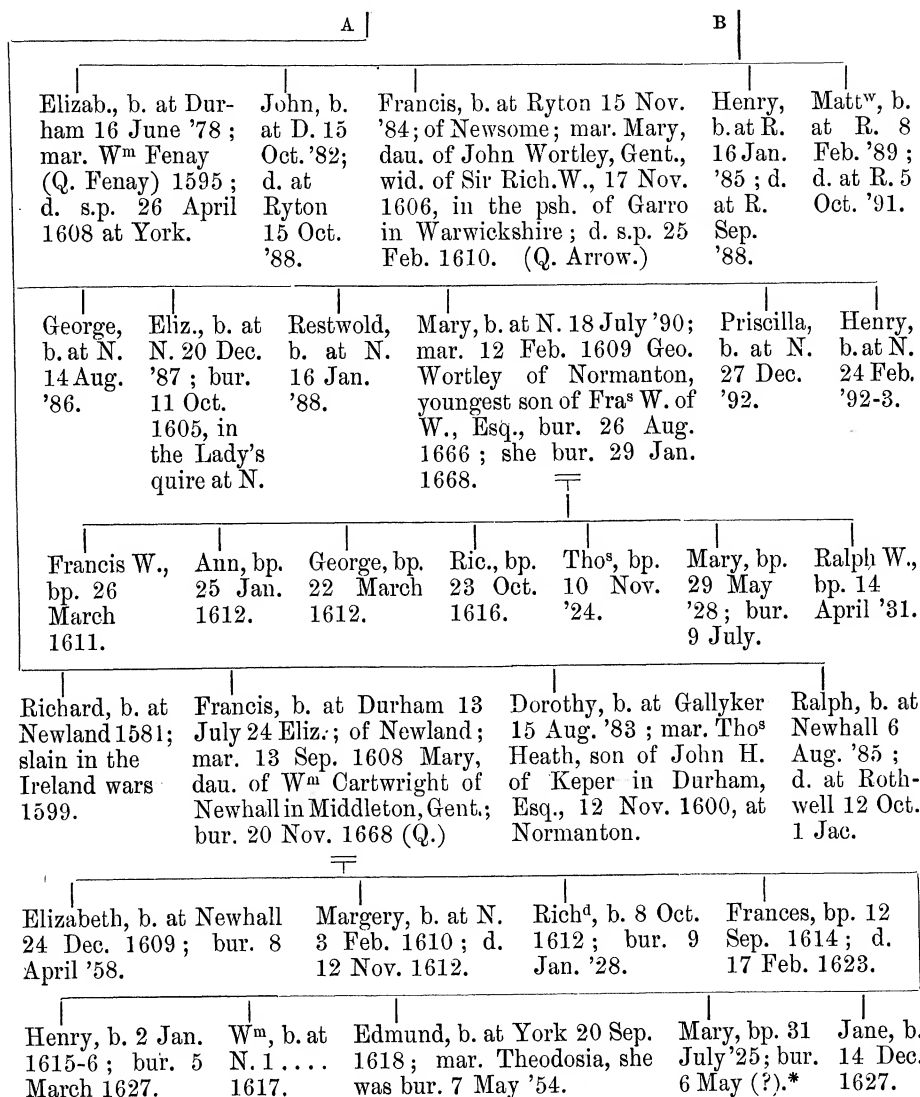 A
B
Elizab., b. at Dur-
ham 16 June '78 ;
mar. Wᵐ Fenay
(Q. Fenay) 1595 ;
d. s.p. 26 April
1608 at York.
John, b.
at D. 15
Oct. '82;
d. at
Ryton
15 Oct.
'88.
Francis, b. at Ryton 15 Nov.
'84; of Newsome; mar. Mary,
dau. of John Wortley, Gent.,
wid. of Sir Rich. W., 17 Nov.
1606, in the psh. of Garro
in Warwickshire ; d. s.p. 25
Feb. 1610. (Q. Arrow.)
Henry,
b. at R.
16 Jan.
'85 ; d.
at R.
Sep.
'88.
Mattʷ, b.
at R. 8
Feb. '89 ;
d. at R. 5
Oct. '91.
George,
b. at N.
14 Aug.
'86.
Eliz., b. at
N. 20 Dec.
'87 ; bur.
11 Oct.
1605, in
the Lady's
quire at N.
Restwold,
b. at N.
16 Jan.
'88.
Mary, b. at N. 18 July '90;
mar. 12 Feb. 1609 Geo.
Wortley of Normanton,
youngest son of Fraˢ W. of
W., Esq., bur. 26 Aug.
1666 ; she bur. 29 Jan.
1668.
Priscilla,
b. at N.
27 Dec.
'92.
Henry,
b. at N.
24 Feb.
'92-3.
Francis W.,
bp. 26
March
1611.
Ann, bp.
25 Jan.
1612.
George, bp.
22 March
1612.
Ric., bp.
23 Oct.
1616.
Thoˢ, bp.
10 Nov.
'24.
Mary, bp.
29 May
'28; bur.
9 July.
Ralph W.,
bp. 14
April '31.
Richard, b. at
Newland 1581;
slain in the
Ireland wars
1599.
Francis, b. at Durham 13
July 24 Eliz.; of Newland;
mar. 13 Sep. 1608 Mary,
dau. of Wᵐ Cartwright of
Newhall in Middleton, Gent.;
bur. 20 Nov. 1668 (Q.)
Dorothy, b. at Gallyker
15 Aug. '83 ; mar. Thoˢ
Heath, son of John H.
of Keper in Durham,
Esq., 12 Nov. 1600, at
Normanton.
Ralph, b. at
Newhall 6
Aug. '85 ;
d. at Roth-
well 12 Oct.
1 Jac.
Elizabeth, b. at Newhall
24 Dec. 1609; bur. 8
April '58.
Margery, b. at N.
3 Feb. 1610 ; d.
12 Nov. 1612.
Richᵈ, b. 8 Oct.
1612 ; bur. 9
Jan. '28.
Frances, bp. 12
Sep. 1614; d.
17 Feb. 1623.
Henry, b. 2 Jan.
1615-6 ; bur. 5
March 1627.
Wᵐ, b. at
N. 1 . . . .
1617.
Edmund, b. at York 20 Sep.
1618 ; mar. Theodosia, she
was bur. 7 May '54.
Mary, bp. 31
July '25; bur.
6 May (?).*
Jane, b.
14 Dec.
1627.